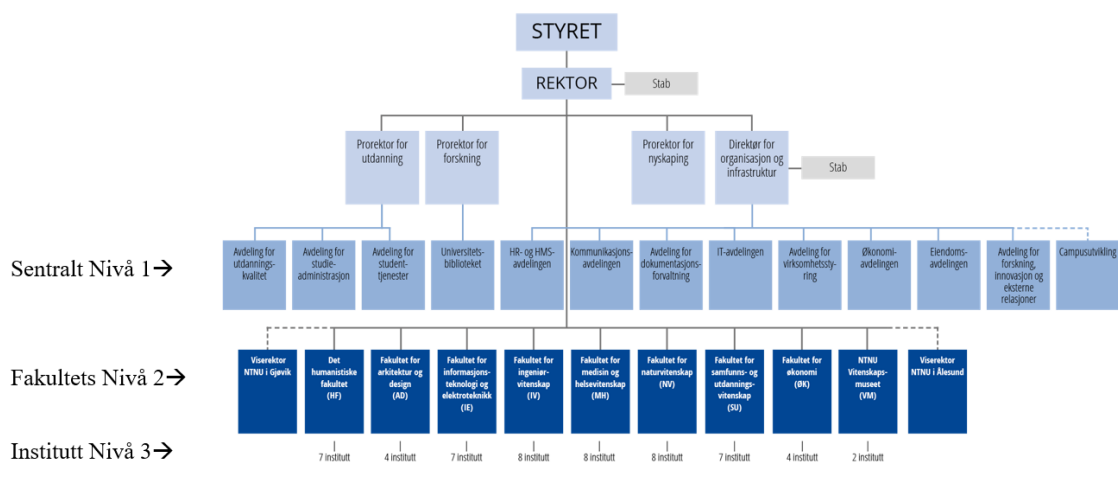 STYRET
REKTOR
Stab
Prorektor for
utdanning
Prorektor for
forskning
Prorektor for
nyskaping
Direktør for
organisasjon og
infrastruktur
Stab
Sentralt Nivå 1→
Avdeling for
utdannings-
kvalitet
Avdeling for
studie-
administrasjon
Avdeling for
student-
tjenester
Universitets-
biblioteket
HR- og HMS-
avdelingen
Kommunikasjons-
avdelingen
Avdeling for
dokumentasjons-
forvaltning
IT-avdelingen
Avdeling for
virksomhetssty-
ring
Økonomi-
avdelingen
Eiendoms-
avdelingen
Avdeling for
forskning,
innovasjon og
eksterne
relasjoner
Campusutvikling
Fakultets Nivå 2→
Viserektor
NTNU i Gjøvik
Det
humanistiske
fakultet
(HF)
Fakultet for
arkitektur og
design
(AD)
Fakultet for
informasjons-
teknologi og
elektroteknikk
(IE)
Fakultet for
ingeniør-
vitenskap
(IV)
Fakultet for
medisin og
helsevitenskap
(MH)
Fakultet for
naturvitenskap
(NV)
Fakultet for
samfunns- og
utdannings-
vitenskap
(SU)
Fakultet for
økonomi
(ØK)
NTNU
Vitenskaps-
museet
(VM)
Viserektor
NTNU i Ålesund
Institutt Nivå 3→
7 institutt
4 institutt
7 institutt
8 institutt
8 institutt
8 institutt
7 institutt
4 institutt
2 institutt